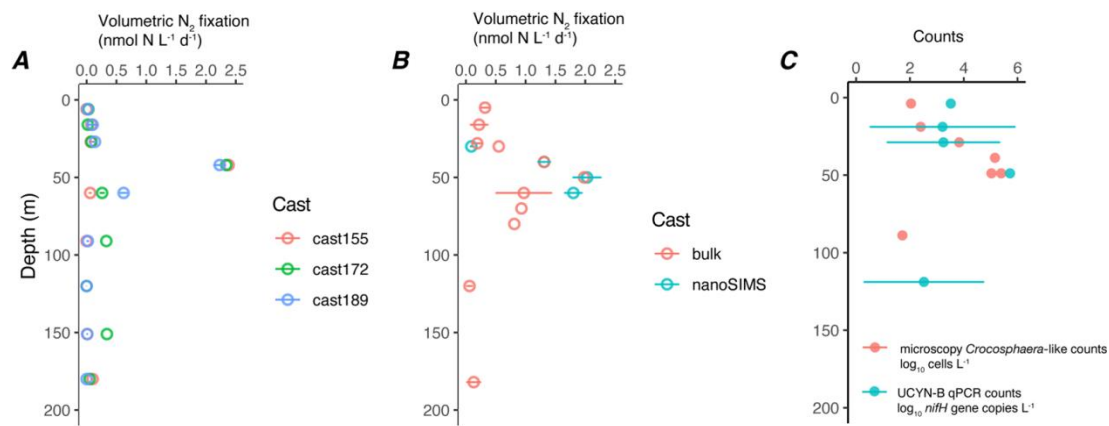 A
Volumetric N₂ fixation
(nmol N L⁻¹ d⁻¹)
0.0 0.5 1.0 1.5 2.0 2.5
0
50
100
150
200
Depth (m)
Cast
cast155
cast172
cast189
B
Volumetric N₂ fixation
(nmol N L⁻¹ d⁻¹)
0.0 0.5 1.0 1.5 2.0 2.5
0
50
100
150
200
Cast
bulk
nanoSIMS
C
Counts
0 2 4 6
0
50
100
150
200
microscopy Crocosphaera-like counts
log₁₀ cells L⁻¹
UCYN-B qPCR counts
log₁₀ nifH gene copies L⁻¹